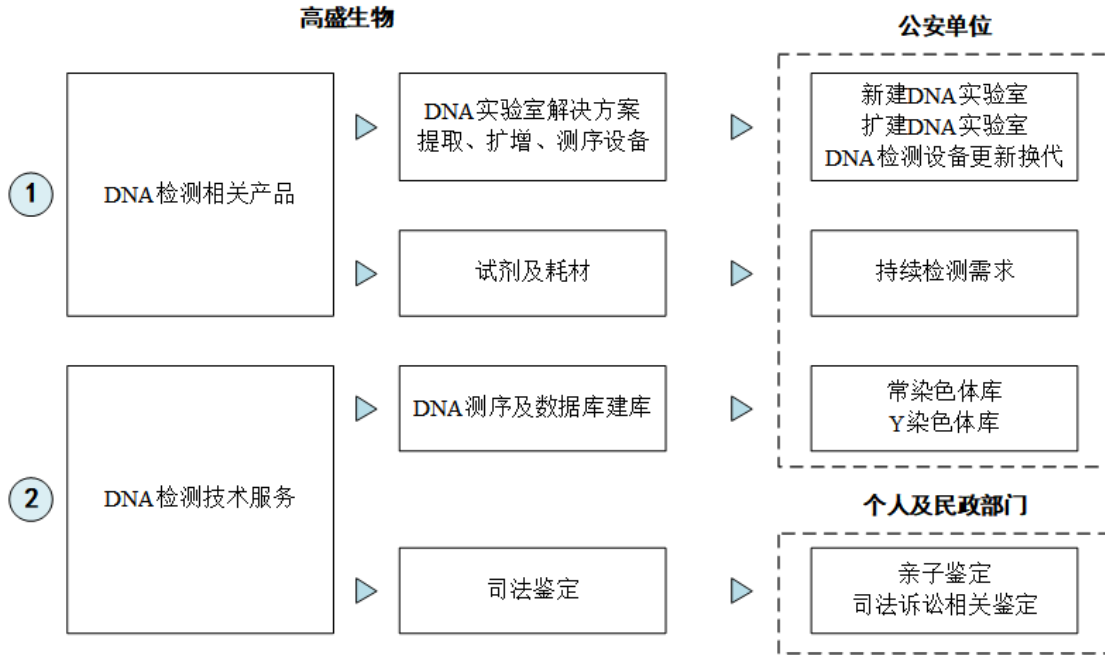 高盛生物
公安单位
DNA实验室解决方案
提取、扩增、测序设备
新建DNA实验室
扩建DNA实验室
DNA检测设备更新换代
1
DNA检测相关产品
试剂及耗材
持续检测需求
DNA测序及数据库建库
常染色体库
Y染色体库
2
DNA检测技术服务
个人及民政部门
司法鉴定
亲子鉴定
司法诉讼相关鉴定